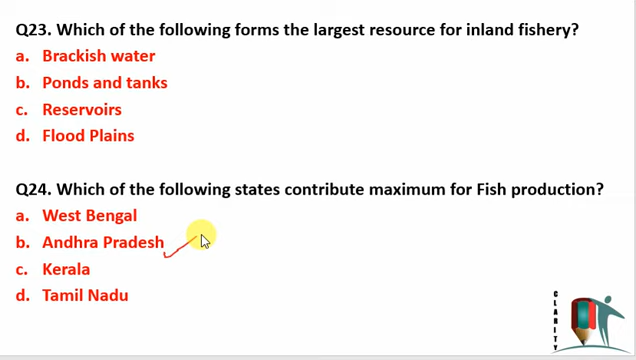 Q23. Which of the following forms the largest resource for inland fishery?
a. Brackish water
b. Ponds and tanks
c. Reservoirs
d. Flood Plains
Q24. Which of the following states contribute maximum for Fish production?
a. West Bengal
b. Andhra Pradesh
c. Kerala
d. Tamil Nadu
CLARITY